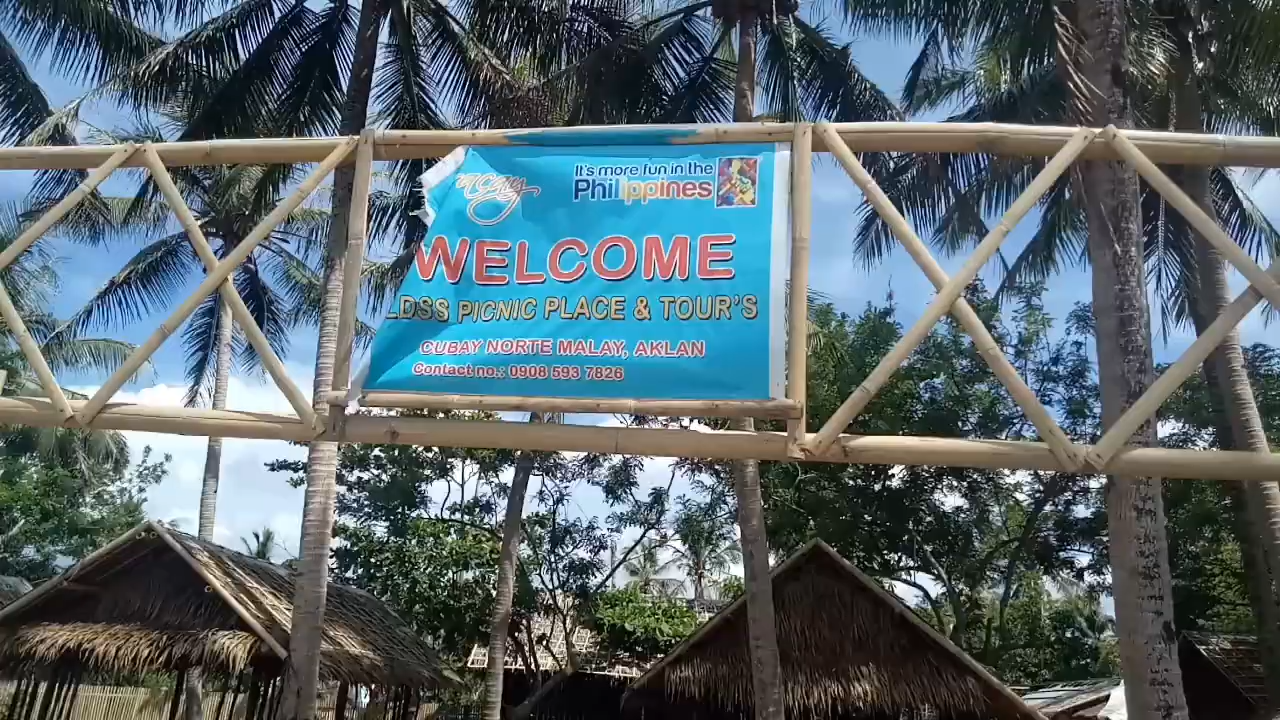 It's more fun in the
Philippines
WELCOME
LDSS PICNIC PLACE & TOUR'S
CUBAY NORTE MALAY, AKLAN
Contact no.: 0908 593 7826